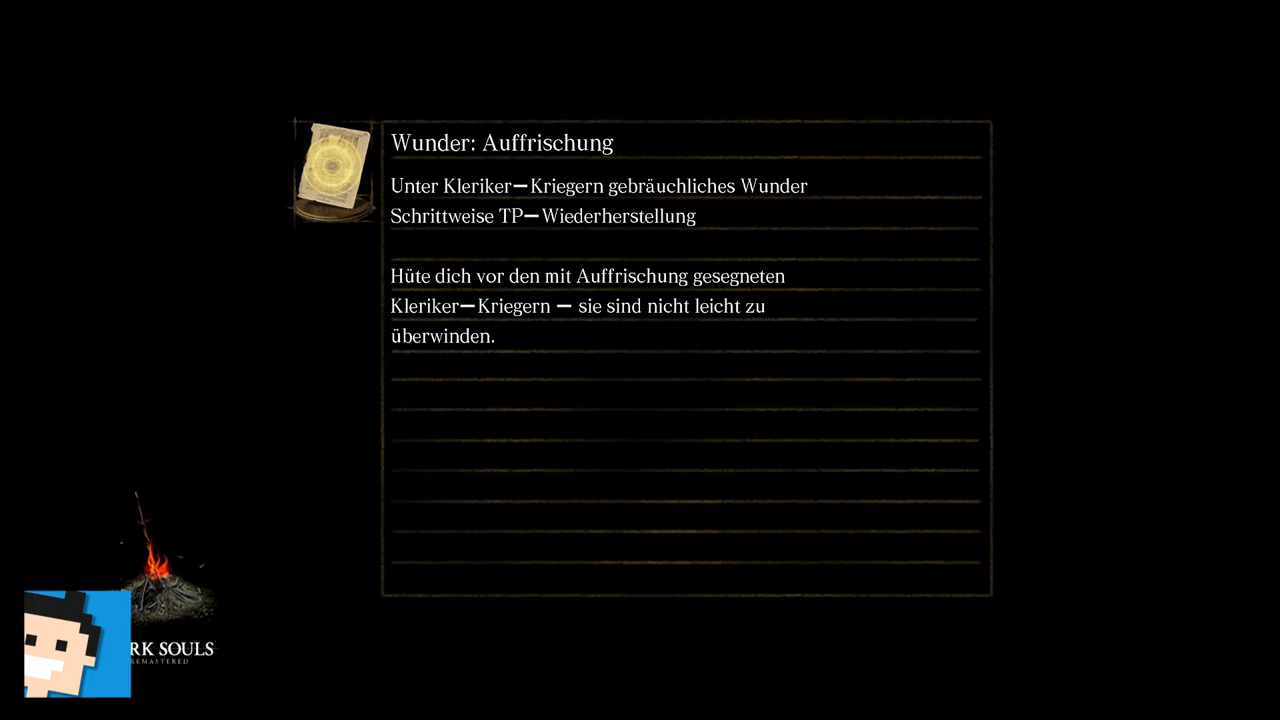 Wunder: Auffrischung
Unter Kleriker–Kriegern gebräuchliches Wunder
Schrittweise TP–Wiederherstellung
Hüte dich vor den mit Auffrischung gesegneten
Kleriker–Kriegern – sie sind nicht leicht zu
überwinden.
RK SOULS
REMASTERED